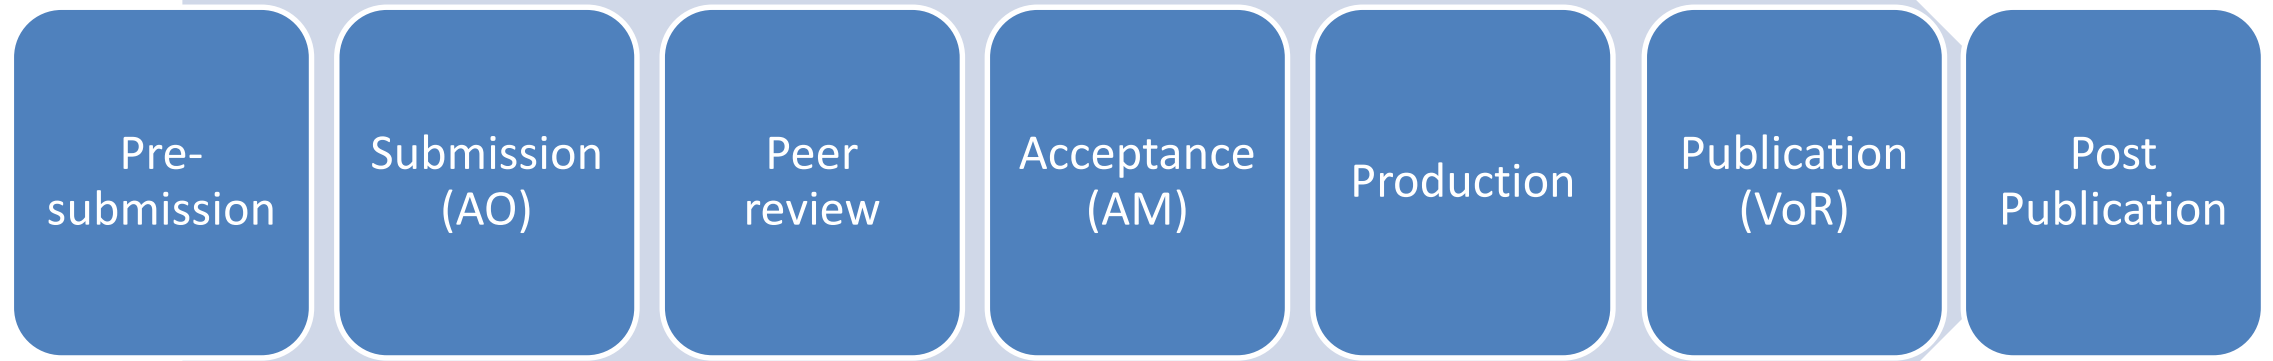 Pre-
submission
Submission
(AO)
Peer
review
Acceptance
(AM)
Production
Publication
(VoR)
Post
Publication